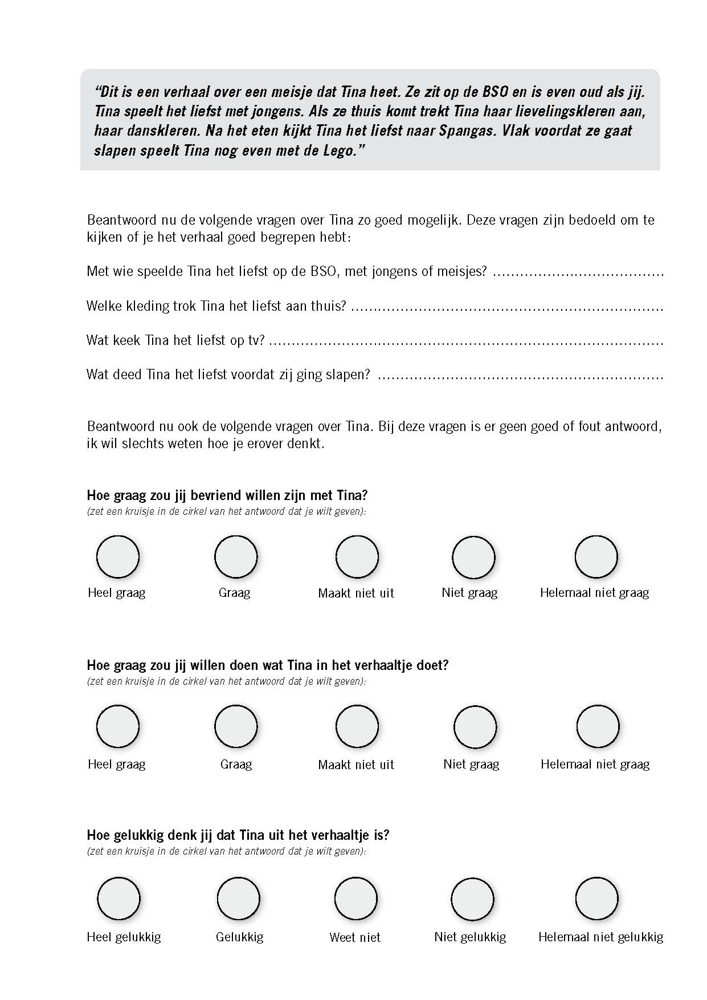 “Dit is een verhaal over een meisje dat Tina heet. Ze zit op de BSO en is even oud als jij.
Tina speelt het liefst met jongens. Als ze thuis komt trekt Tina haar lievelingskleren aan,
haar danskleren. Na het eten kijkt Tina het liefst naar Spangas. Vlak voordat ze gaat
slapen speelt Tina nog even met de Lego.”
Beantwoord nu de volgende vragen over Tina zo goed mogelijk. Deze vragen zijn bedoeld om te
kijken of je het verhaal goed begrepen hebt:
Met wie speelde Tina het liefst op de BSO, met jongens of meisjes? ......................................
Welke kleding trok Tina het liefst aan thuis? .....................................................................
Wat keek Tina het liefst op tv? .......................................................................................
Wat deed Tina het liefst voordat zij ging slapen? ...............................................................
Beantwoord nu ook de volgende vragen over Tina. Bij deze vragen is er geen goed of fout antwoord,
ik wil slechts weten hoe je erover denkt.
Hoe graag zou jij bevriend willen zijn met Tina?
(zet een kruisje in de cirkel van het antwoord dat je wilt geven):
Heel graag Graag Maakt niet uit Niet graag Helemaal niet graag
Hoe graag zou jij willen doen wat Tina in het verhaaltje doet?
(zet een kruisje in de cirkel van het antwoord dat je wilt geven):
Heel graag Graag Maakt niet uit Niet graag Helemaal niet graag
Hoe gelukkig denk jij dat Tina uit het verhaaltje is?
(zet een kruisje in de cirkel van het antwoord dat je wilt geven):
Heel gelukkig Gelukkig Weet niet Niet gelukkig Helemaal niet gelukkig